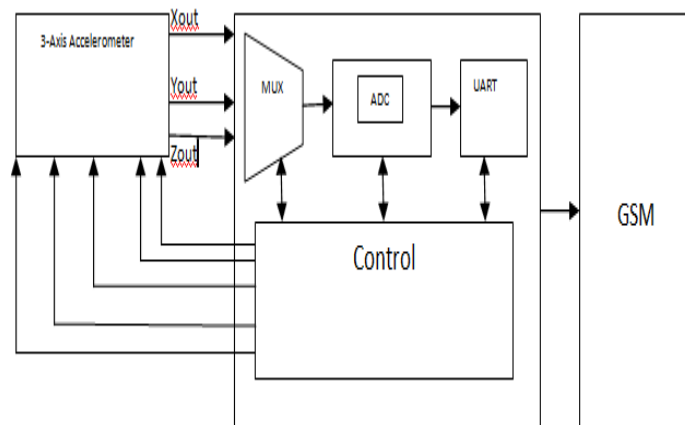 3-Axis Accelerometer
Xout
Yout
Zout
MUX
ADC
UART
Control
GSM